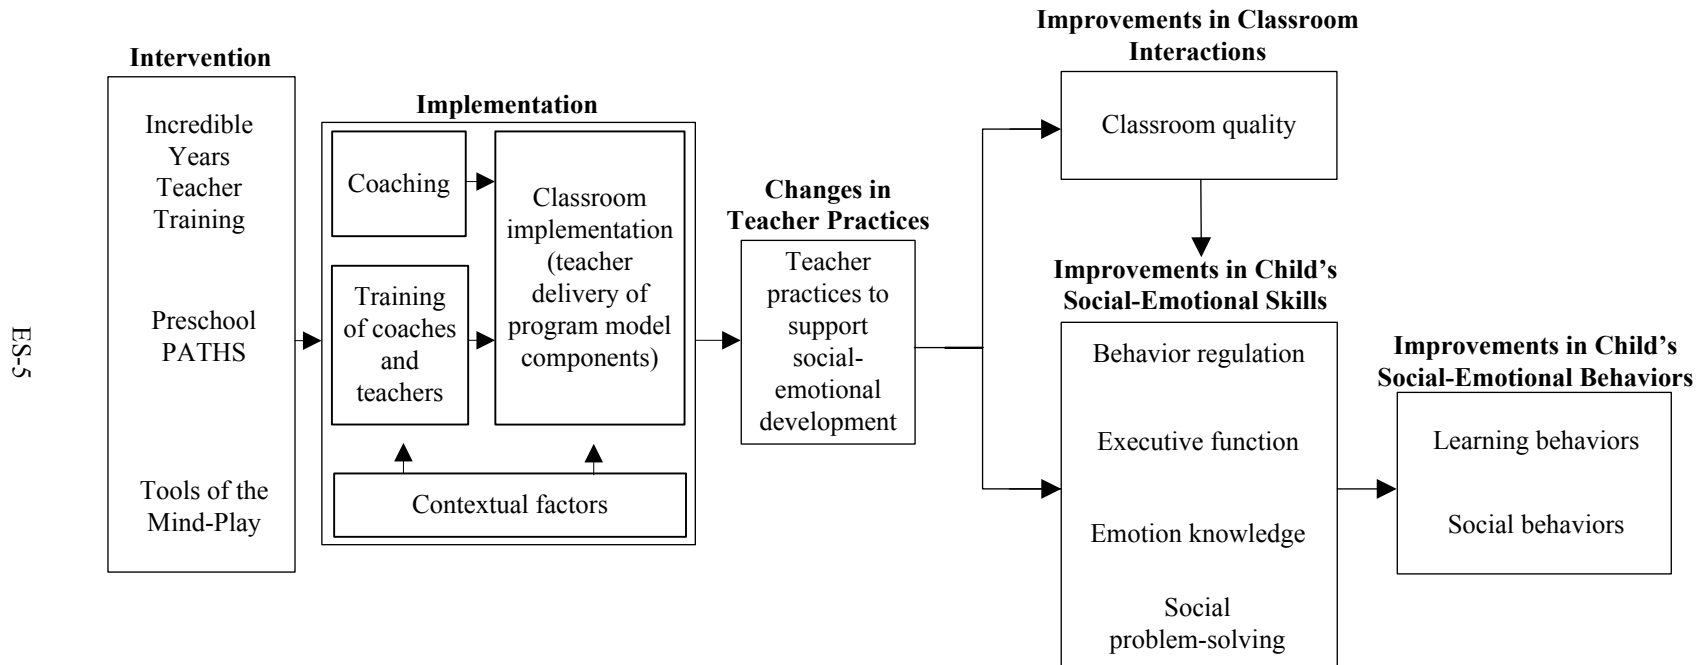 Intervention
Incredible
Years
Teacher
Training
Preschool
PATHS
Tools of the
Mind-Play
Implementation
Coaching
Training
of coaches
and
teachers
Classroom
implementation
(teacher
delivery of
program model
components)
Contextual factors
Changes in
Teacher Practices
Teacher
practices to
support
social-
emotional
development
Improvements in Classroom
Interactions
Classroom quality
Improvements in Child’s
Social-Emotional Skills
Behavior regulation
Executive function
Emotion knowledge
Social
problem-solving
Improvements in Child’s
Social-Emotional Behaviors
Learning behaviors
Social behaviors
ES-5